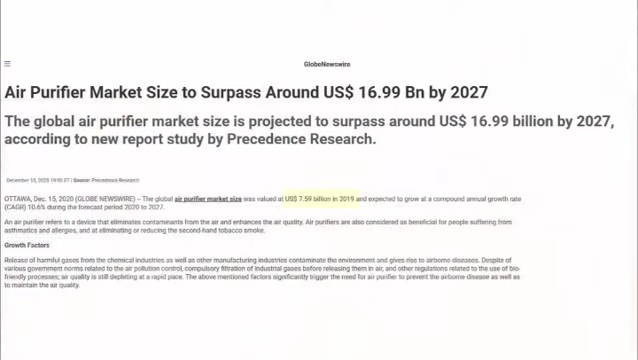 GlobeNewswire
Air Purifier Market Size to Surpass Around US$ 16.99 Bn by 2027
The global air purifier market size is projected to surpass around US$ 16.99 billion by 2027,
according to new report study by Precedence Research.
December 15, 2020 10:00 ET | Source: Precedence Research
OTTAWA, Dec. 15, 2020 (GLOBE NEWSWIRE) -- The global air purifier market size was valued at US$ 7.59 billion in 2019 and expected to grow at a compound annual growth rate
(CAGR) 10.6% during the forecast period 2020 to 2027.
An air purifier refers to a device that eliminates contaminants from the air and enhances the air quality. Air purifiers are also considered as beneficial for people suffering from
asthmatics and allergies, and at eliminating or reducing the second-hand tobacco smoke.
Growth Factors
Release of harmful gases from the chemical industries as well as other manufacturing industries contaminate the environment and gives rise to airborne diseases. Despite of
various government norms related to the air pollution control, compulsory filtration of industrial gases before releasing them in air, and other regulations related to the use of bio-
friendly processes; air quality is still depleting at a rapid pace. The above mentioned factors significantly trigger the need for air purifier to prevent the airborne disease as well as
to maintain the air quality.